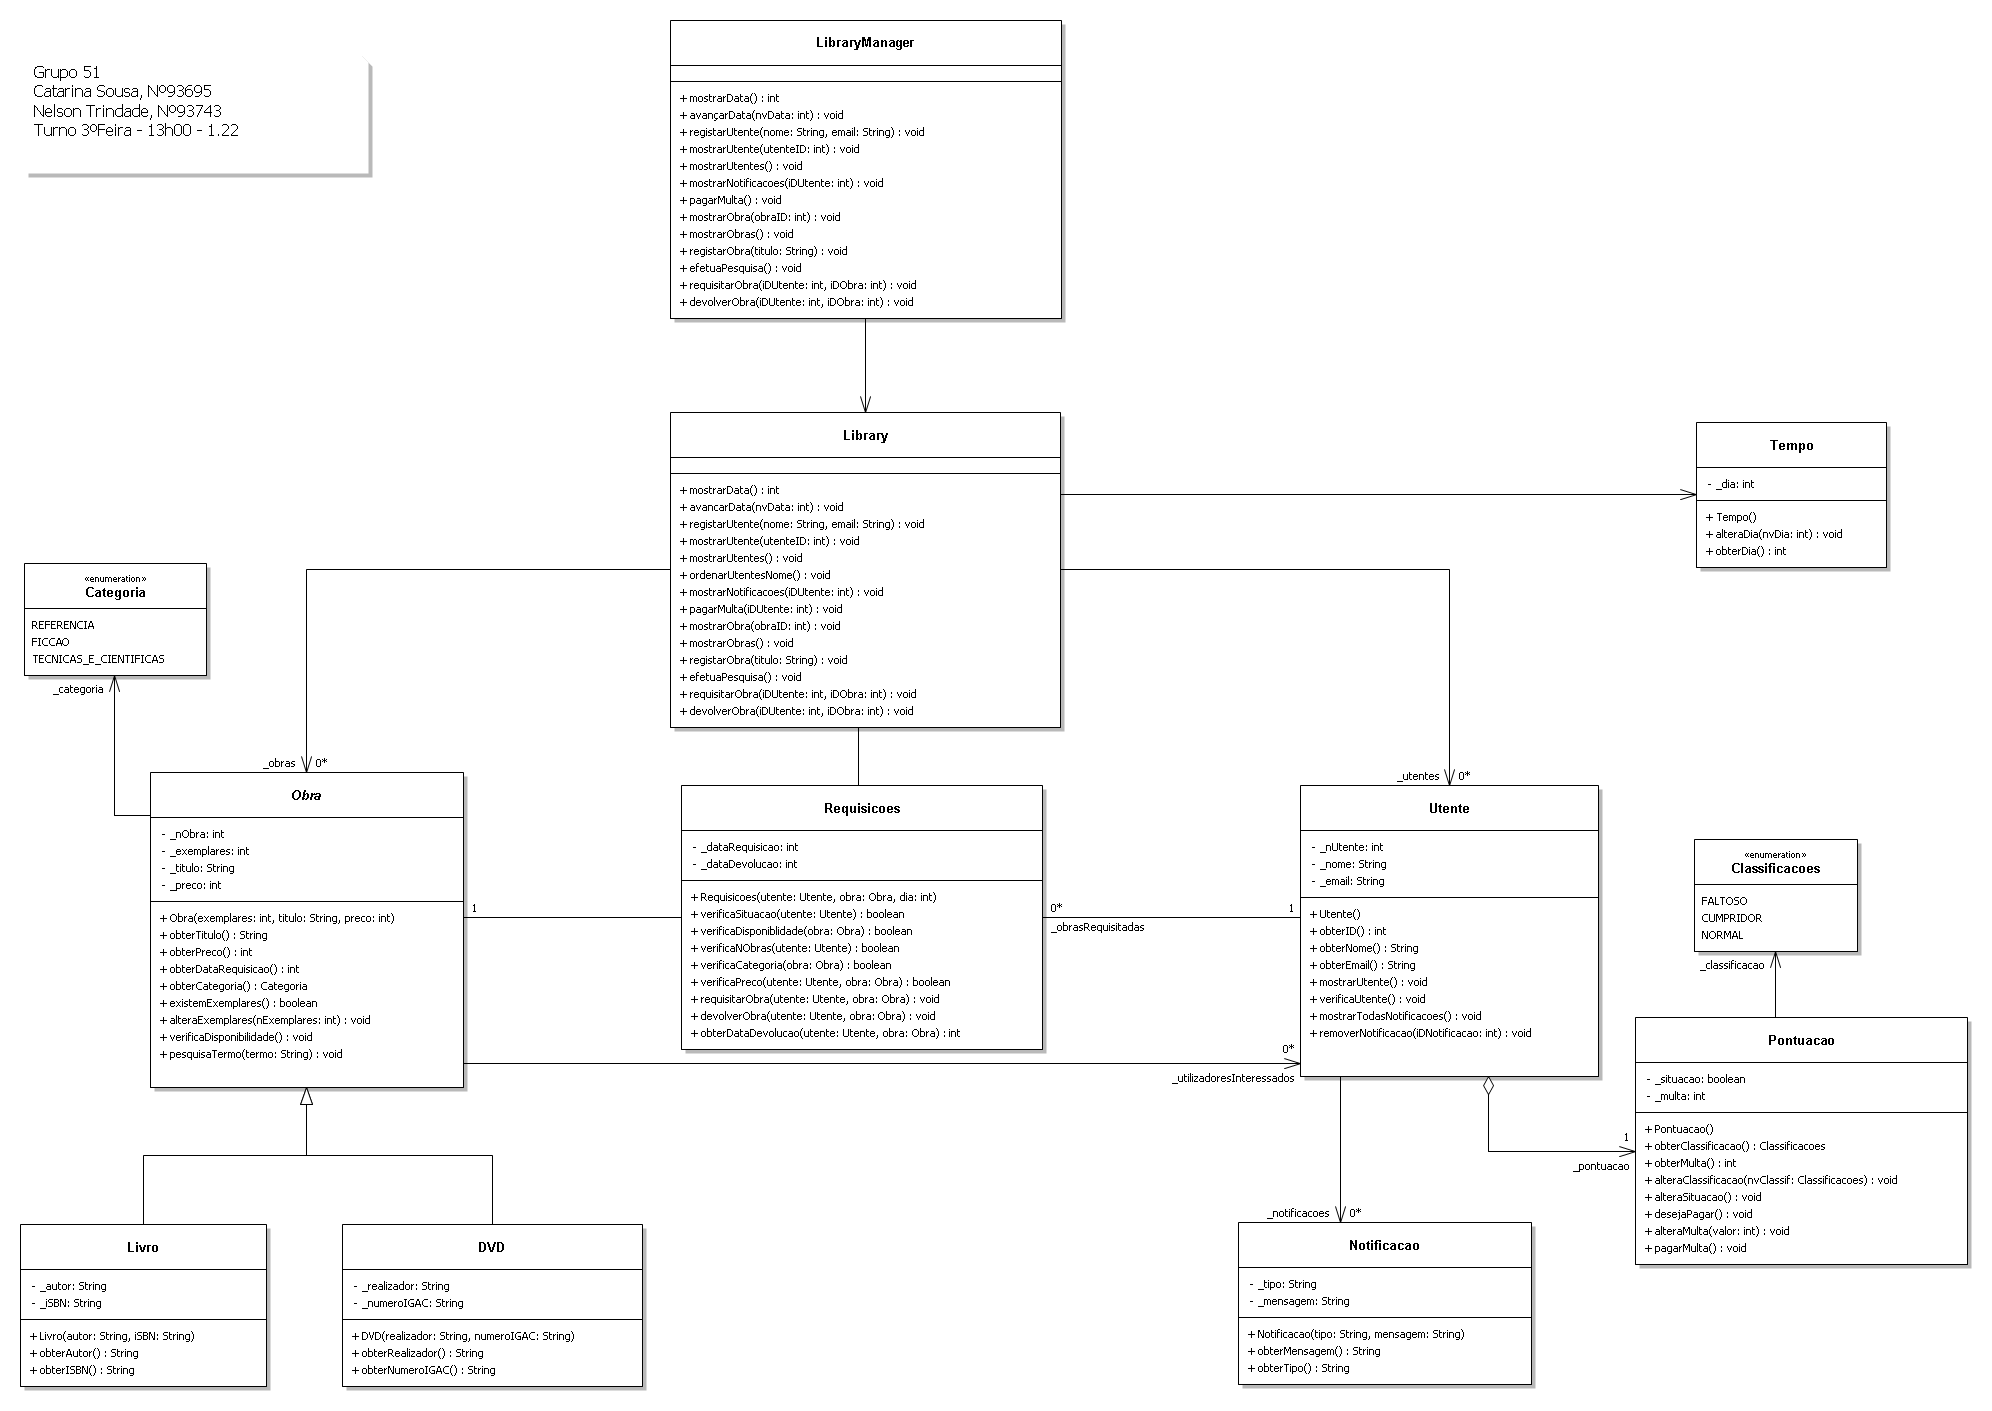 Grupo 51
Catarina Sousa, Nº93695
Nelson Trindade, Nº93743
Turno 3ºFeira - 13h00 - 1.22
LibraryManager
+ mostrarData() : int
+ avançarData(nvData: int) : void
+ registarUtente(nome: String, email: String) : void
+ mostrarUtente(utenteID: int) : void
+ mostrarUtentes() : void
+ mostrarNotificacoes(iDUtente: int) : void
+ pagarMulta() : void
+ mostrarObra(obraID: int) : void
+ mostrarObras() : void
+ registarObra(titulo: String) : void
+ efetuaPesquisa() : void
+ requisitarObra(iDUtente: int, iDObra: int) : void
+ devolverObra(iDUtente: int, iDObra: int) : void
Library
+ mostrarData() : int
+ avancarData(nvData: int) : void
+ registarUtente(nome: String, email: String) : void
+ mostrarUtente(utenteID: int) : void
+ mostrarUtentes() : void
+ ordenarUtentesNome() : void
+ mostrarNotificacoes(iDUtente: int) : void
+ pagarMulta(iDUtente: int) : void
+ mostrarObra(obraID: int) : void
+ mostrarObras() : void
+ registarObra(titulo: String) : void
+ efetuaPesquisa() : void
+ requisitarObra(iDUtente: int, iDObra: int) : void
+ devolverObra(iDUtente: int, iDObra: int) : void
Tempo
- _dia: int
+ Tempo()
+ alteraDia(nvDia: int) : void
+ obterDia() : int
«enumeration»
Categoria
REFERENCIA
FICCAO
TECNICAS_E_CIENTIFICAS
_categoria
_obras 0*
_utentes 0*
Obra
- _nObra: int
- _exemplares: int
- _titulo: String
- _preco: int
+ Obra(exemplares: int, titulo: String, preco: int)
+ obterTitulo() : String
+ obterPreco() : int
+ obterDataRequisicao() : int
+ obterCategoria() : Categoria
+ existemExemplares() : boolean
+ alteraExemplares(nExemplares: int) : void
+ verificaDisponibilidade() : void
+ pesquisaTermo(termo: String) : void
1
Requisicoes
- _dataRequisicao: int
- _dataDevolucao: int
+ Requisicoes(utente: Utente, obra: Obra, dia: int)
+ verificaSituacao(utente: Utente) : boolean
+ verificaDisponiblidade(obra: Obra) : boolean
+ verificaNObras(utente: Utente) : boolean
+ verificaCategoria(obra: Obra) : boolean
+ verificaPreco(utente: Utente, obra: Obra) : boolean
+ requisitarObra(utente: Utente, obra: Obra) : void
+ devolverObra(utente: Utente, obra: Obra) : void
+ obterDataDevolucao(utente: Utente, obra: Obra) : int
0* 1
_obrasRequisitadas
0*
_utilizadoresInteressados
Utente
- _nUtente: int
- _nome: String
- _email: String
+ Utente()
+ obterID() : int
+ obterNome() : String
+ obterEmail() : String
+ mostrarUtente() : void
+ verificaUtente() : void
+ mostrarTodasNotificacoes() : void
+ removerNotificacao(iDNotificacao: int) : void
«enumeration»
Classificacoes
FALTOSO
CUMPRIDOR
NORMAL
_classificacao
Pontuacao
- _situacao: boolean
- _multa: int
+ Pontuacao()
+ obterClassificacao() : Classificacoes
+ obterMulta() : int
+ alteraClassificacao(nvClassif: Classificacoes) : void
+ alteraSituacao() : void
+ desejaPagar() : void
+ alteraMulta(valor: int) : void
+ pagarMulta() : void
1
_pontuacao
_notificacoes 0*
Livro
- _autor: String
- _iSBN: String
+ Livro(autor: String, iSBN: String)
+ obterAutor() : String
+ obterISBN() : String
DVD
- _realizador: String
- _numeroIGAC: String
+ DVD(realizador: String, numeroIGAC: String)
+ obterRealizador() : String
+ obterNumeroIGAC() : String
Notificacao
- _tipo: String
- _mensagem: String
+ Notificacao(tipo: String, mensagem: String)
+ obterMensagem() : String
+ obterTipo() : String